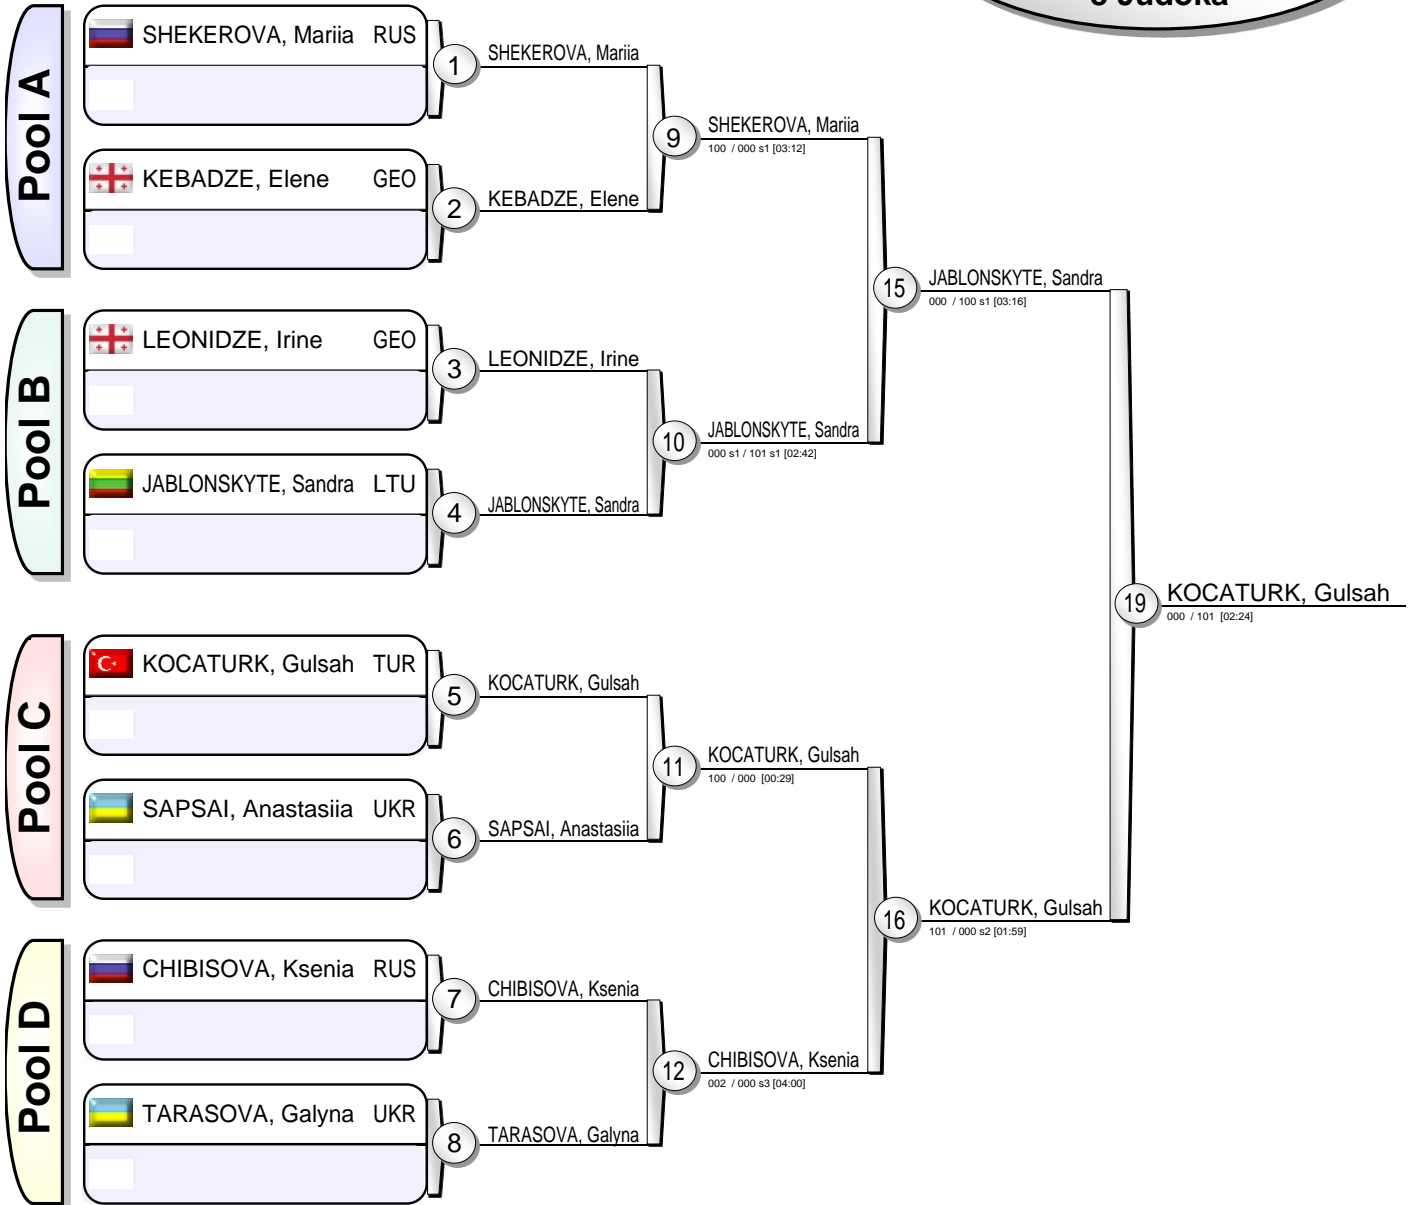 Judoka
Pool A
SHEKEROVA, Mariia RUS
1
SHEKEROVA, Mariia
KEBADZE, Elene GEO
2
KEBADZE, Elene
9
SHEKEROVA, Mariia
100 / 000 s1 [03:12]
Pool B
LEONIDZE, Irine GEO
3
LEONIDZE, Irine
JABLONSKYTE, Sandra LTU
4
JABLONSKYTE, Sandra
10
JABLONSKYTE, Sandra
000 s1 / 101 s1 [02:42]
15
JABLONSKYTE, Sandra
000 / 100 s1 [03:16]
Pool C
KOCATURK, Gulsah TUR
5
KOCATURK, Gulsah
SAPSAI, Anastasiia UKR
6
SAPSAI, Anastasiia
11
KOCATURK, Gulsah
100 / 000 [00:29]
Pool D
CHIBISOVA, Ksenia RUS
7
CHIBISOVA, Ksenia
TARASOVA, Galyna UKR
8
TARASOVA, Galyna
12
CHIBISOVA, Ksenia
002 / 000 s3 [04:00]
16
KOCATURK, Gulsah
101 / 000 s2 [01:59]
19
KOCATURK, Gulsah
000 / 101 [02:24]